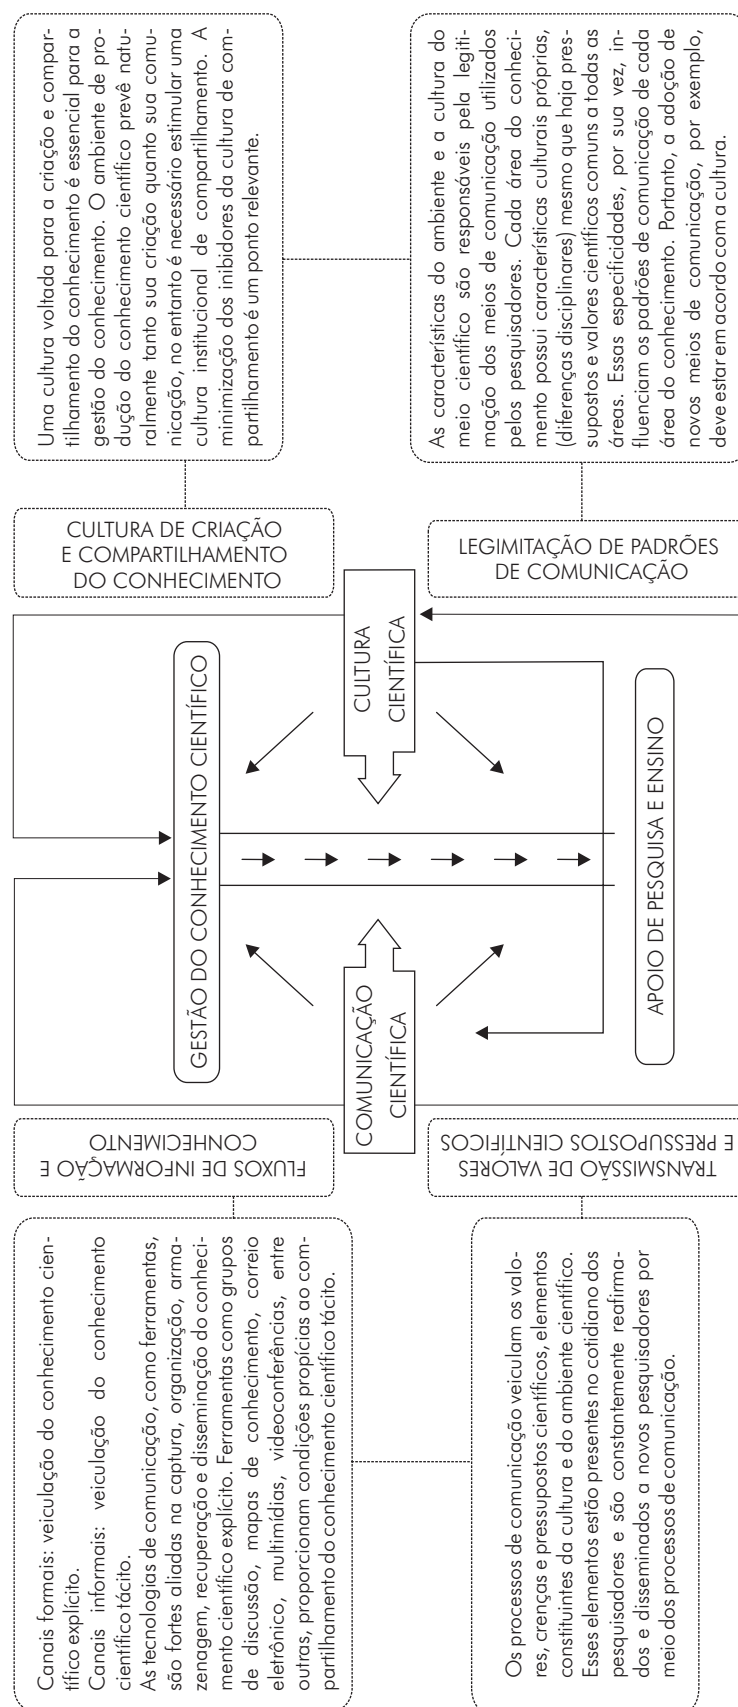 Canais formais: veiculação do conhecimento cien-
tífico explícito.
Canais informais: veiculação do conhecimento
científico tácito.
As tecnologias de comunicação, como ferramentas,
são fortes aliadas na captura, organização, arma-
zenagem, recuperação e disseminação do conheci-
mento científico explícito. Ferramentas como grupos
de discussão, mapas de conhecimento, correio
eletrônico, multimídias, videoconferências, entre
outras, proporcionam condições propícias ao com-
partilhamento do conhecimento científico tácito.
FLUXOS DE INFORMAÇÃO E
CONHECIMENTO
CULTURA DE CRIAÇÃO
E COMPARTILHAMENTO
DO CONHECIMENTO
Uma cultura voltada para a criação e compar-
tilhamento do conhecimento é essencial para a
gestão do conhecimento. O ambiente de pro-
dução do conhecimento científico prevê natu-
ralmente tanto sua criação quanto sua comu-
nicação, no entanto é necessário estimular uma
cultura institucional de compartilhamento. A
minimização dos inibidores da cultura de com-
partilhamento é um ponto relevante.
GESTÃO DO CONHECIMENTO CIENTÍFICO
COMUNICAÇÃO
CIENTÍFICA
CULTURA
CIENTÍFICA
APOIO DE PESQUISA E ENSINO
Os processos de comunicação veiculam os valo-
res, crenças e pressupostos científicos, elementos
constituintes da cultura e do ambiente científico.
Esses elementos estão presentes no cotidiano dos
pesquisadores e são constantemente reafirma-
dos e disseminados a novos pesquisadores por
meio dos processos de comunicação.
TRANSMISSÃO DE VALORES
E PRESSUPOSTOS CIENTÍFICOS
LEGIMITAÇÃO DE PADRÕES
DE COMUNICAÇÃO
As características do ambiente e a cultura do
meio científico são responsáveis pela legiti-
mação dos meios de comunicação utilizados
pelos pesquisadores. Cada área do conheci-
mento possui características culturais próprias,
(diferenças disciplinares) mesmo que haja pres-
supostos e valores científicos comuns a todas as
áreas. Essas especificidades, por sua vez, in-
fluenciam os padrões de comunicação de cada
área do conhecimento. Portanto, a adoção de
novos meios de comunicação, por exemplo,
deve estar em acordo com a cultura.